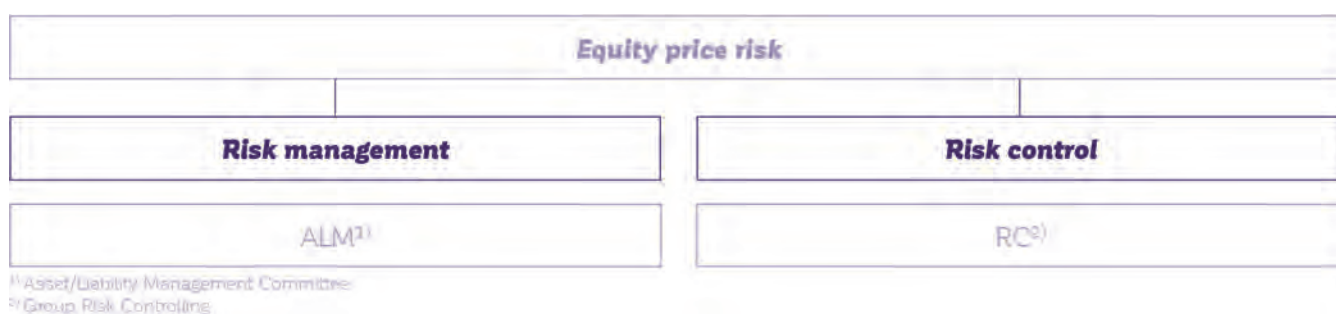 Equity price risk
Risk management Risk control
ALM¹⁾ RC²⁾
¹⁾ Asset/Liability Management Committee
²⁾ Group Risk Controlling